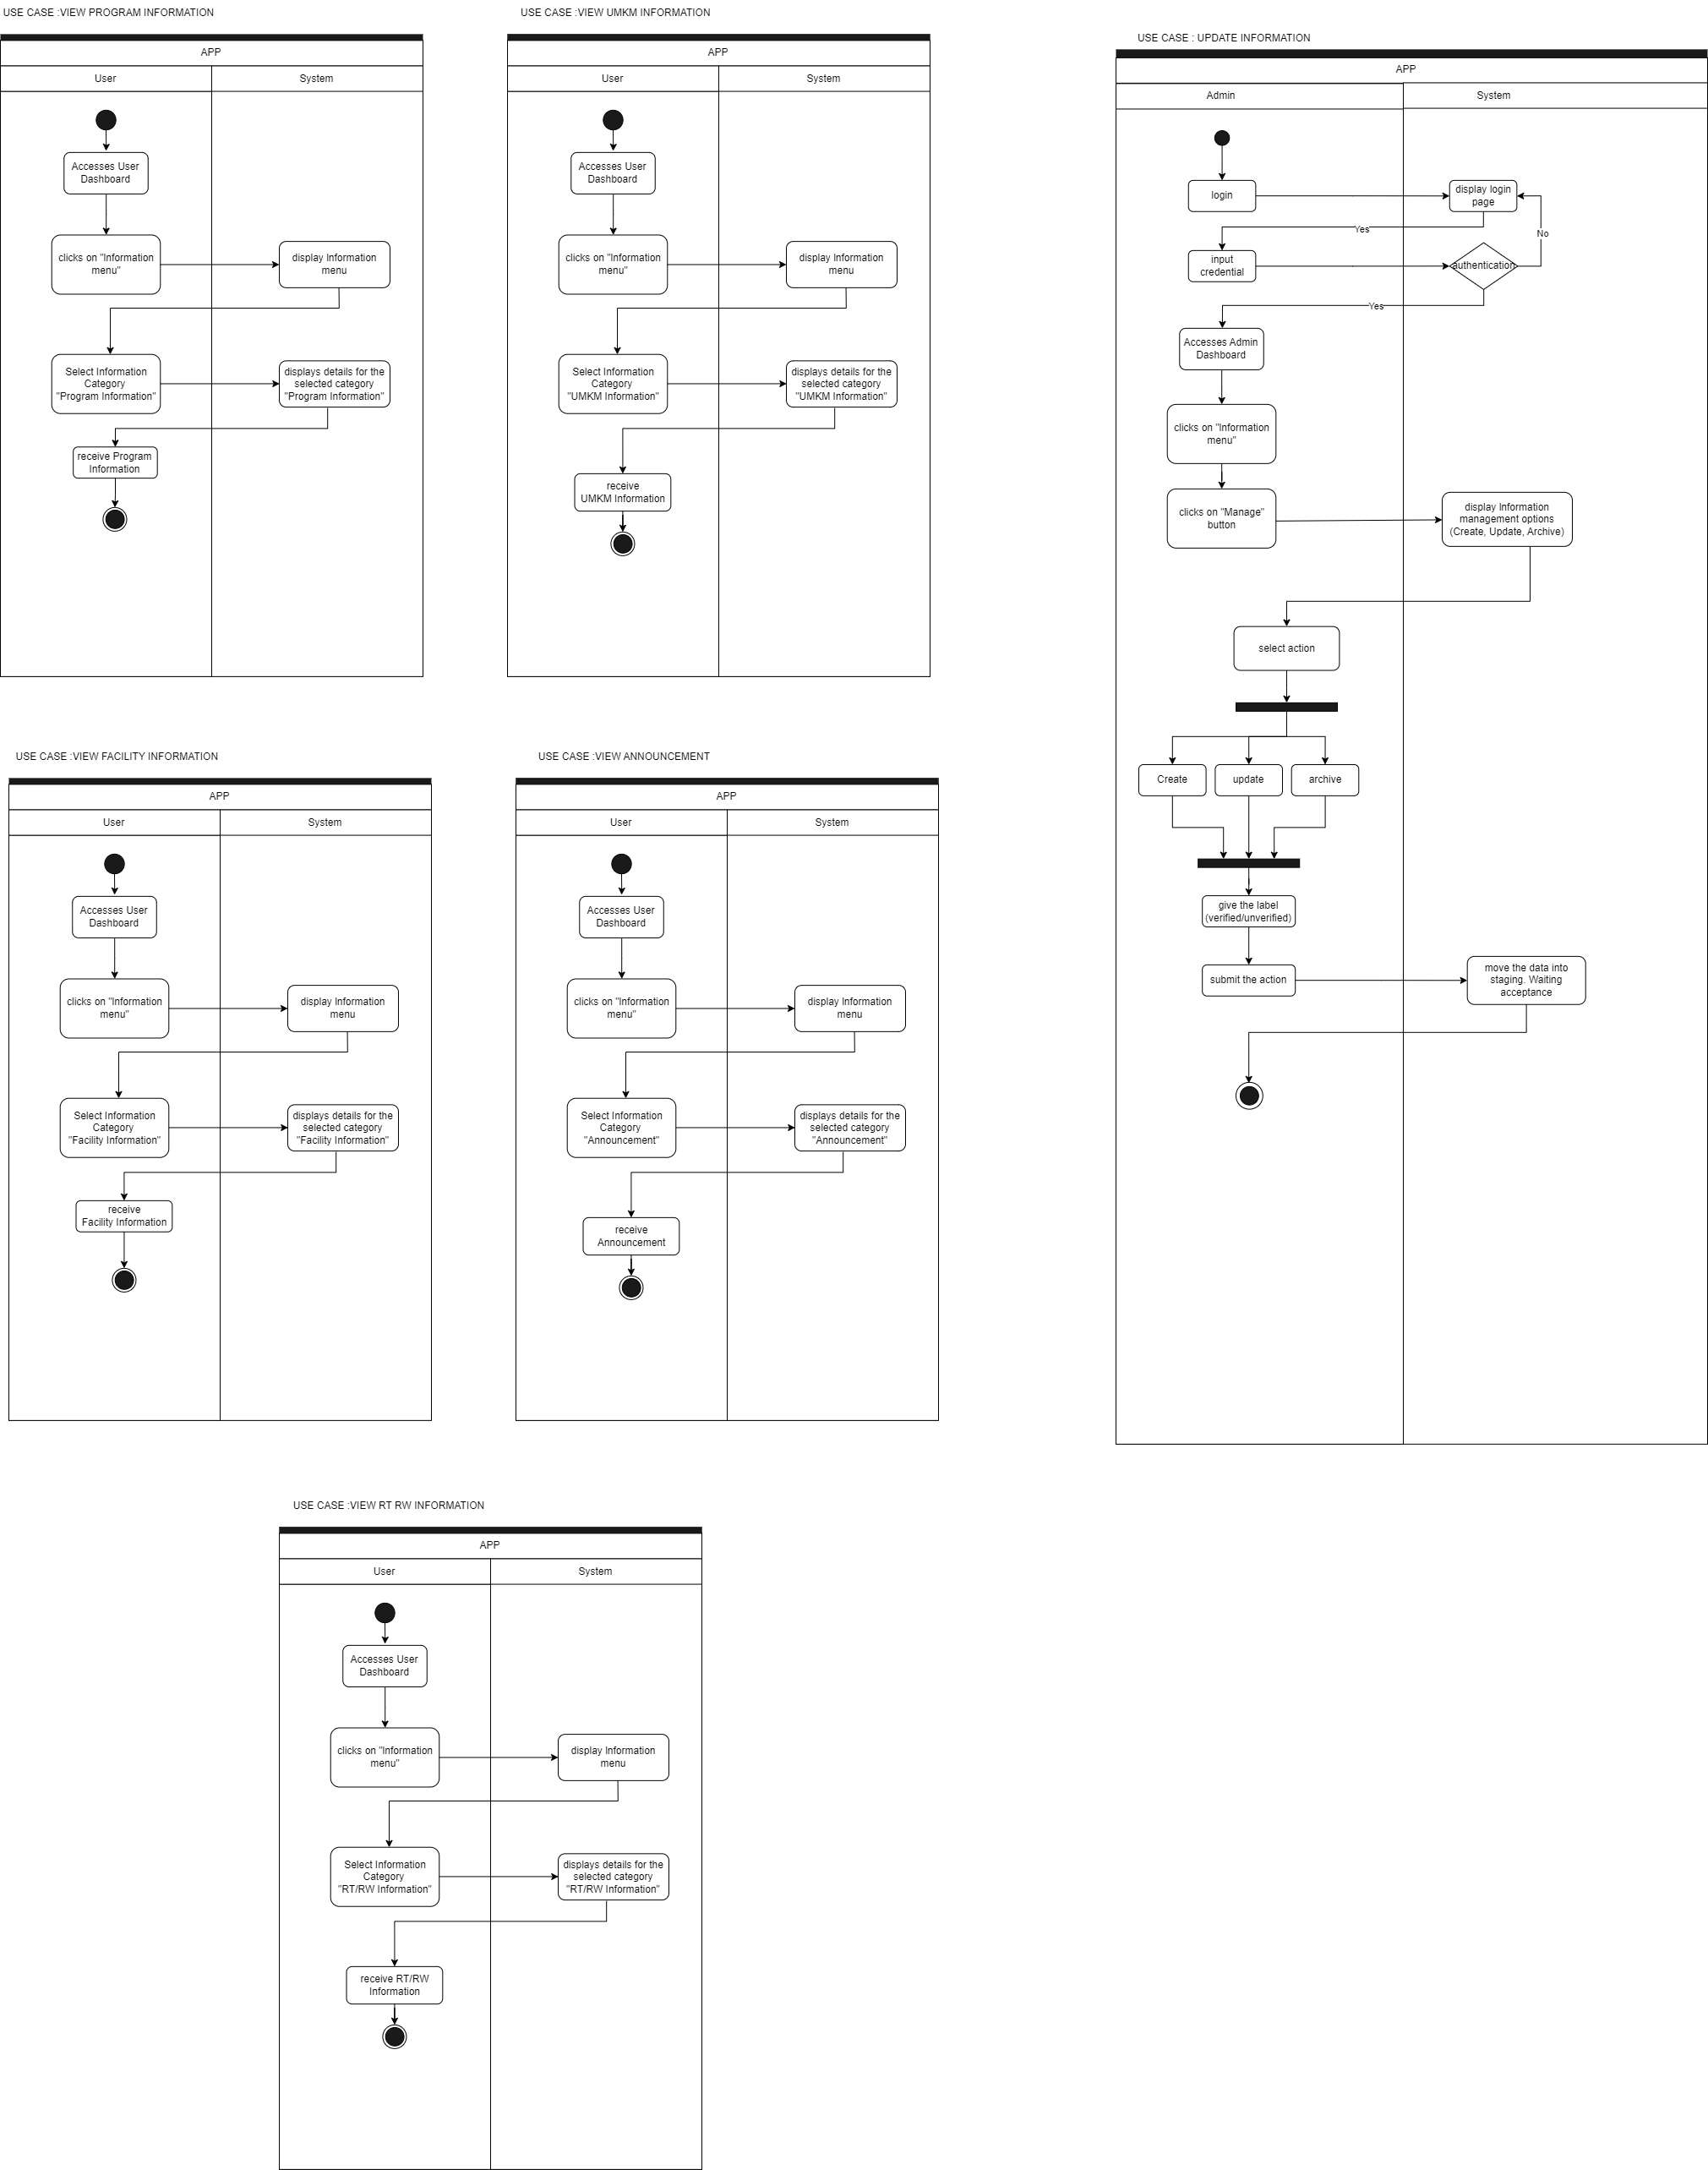 USE CASE :VIEW PROGRAM INFORMATION
APP
User
System
Accesses User
Dashboard
clicks on "Information
menu"
display Information
menu
Select Information
Category
"Program Information"
displays details for the
selected category
"Program Information"
receive Program
Information
USE CASE :VIEW UMKM INFORMATION
APP
User
System
Accesses User
Dashboard
clicks on "Information
menu"
display Information
menu
Select Information
Category
"UMKM Information"
displays details for the
selected category
"UMKM Information"
receive
UMKM Information
USE CASE : UPDATE INFORMATION
APP
Admin
System
login
display login
page
Yes
No
input
credential
authentication
Yes
Accesses Admin
Dashboard
clicks on "Information
menu"
clicks on "Manage"
button
display Information
management options
(Create, Update, Archive)
select action
Create
update
archive
give the label
(verified/unverified)
submit the action
move the data into
staging. Waiting
acceptance
USE CASE :VIEW FACILITY INFORMATION
APP
User
System
Accesses User
Dashboard
clicks on "Information
menu"
display Information
menu
Select Information
Category
"Facility Information"
displays details for the
selected category
"Facility Information"
receive
Facility Information
USE CASE :VIEW ANNOUNCEMENT
APP
User
System
Accesses User
Dashboard
clicks on "Information
menu"
display Information
menu
Select Information
Category
"Announcement"
displays details for the
selected category
"Announcement"
receive
Announcement
USE CASE :VIEW RT RW INFORMATION
APP
User
System
Accesses User
Dashboard
clicks on "Information
menu"
display Information
menu
Select Information
Category
"RT/RW Information"
displays details for the
selected category
"RT/RW Information"
receive RT/RW
Information